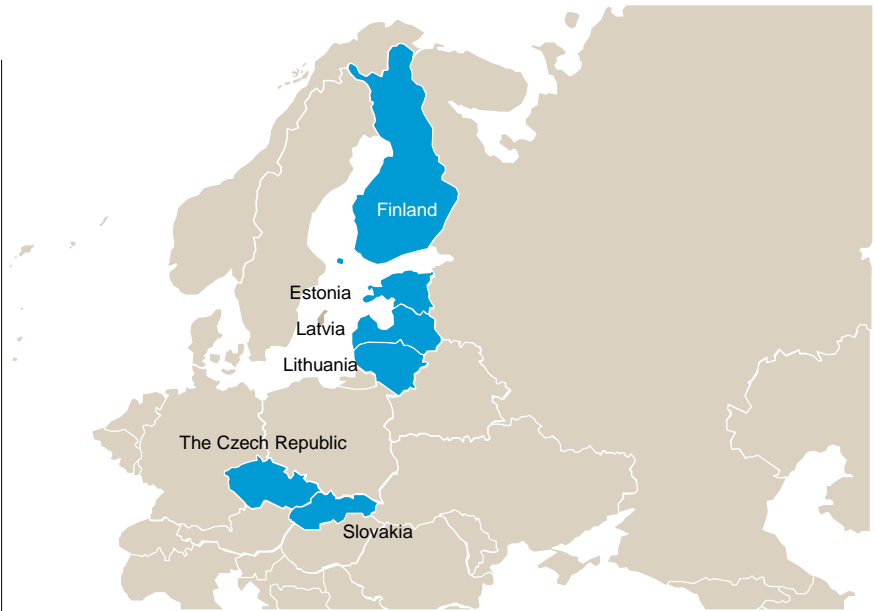 Finland
Estonia
Latvia
Lithuania
The Czech Republic
Slovakia